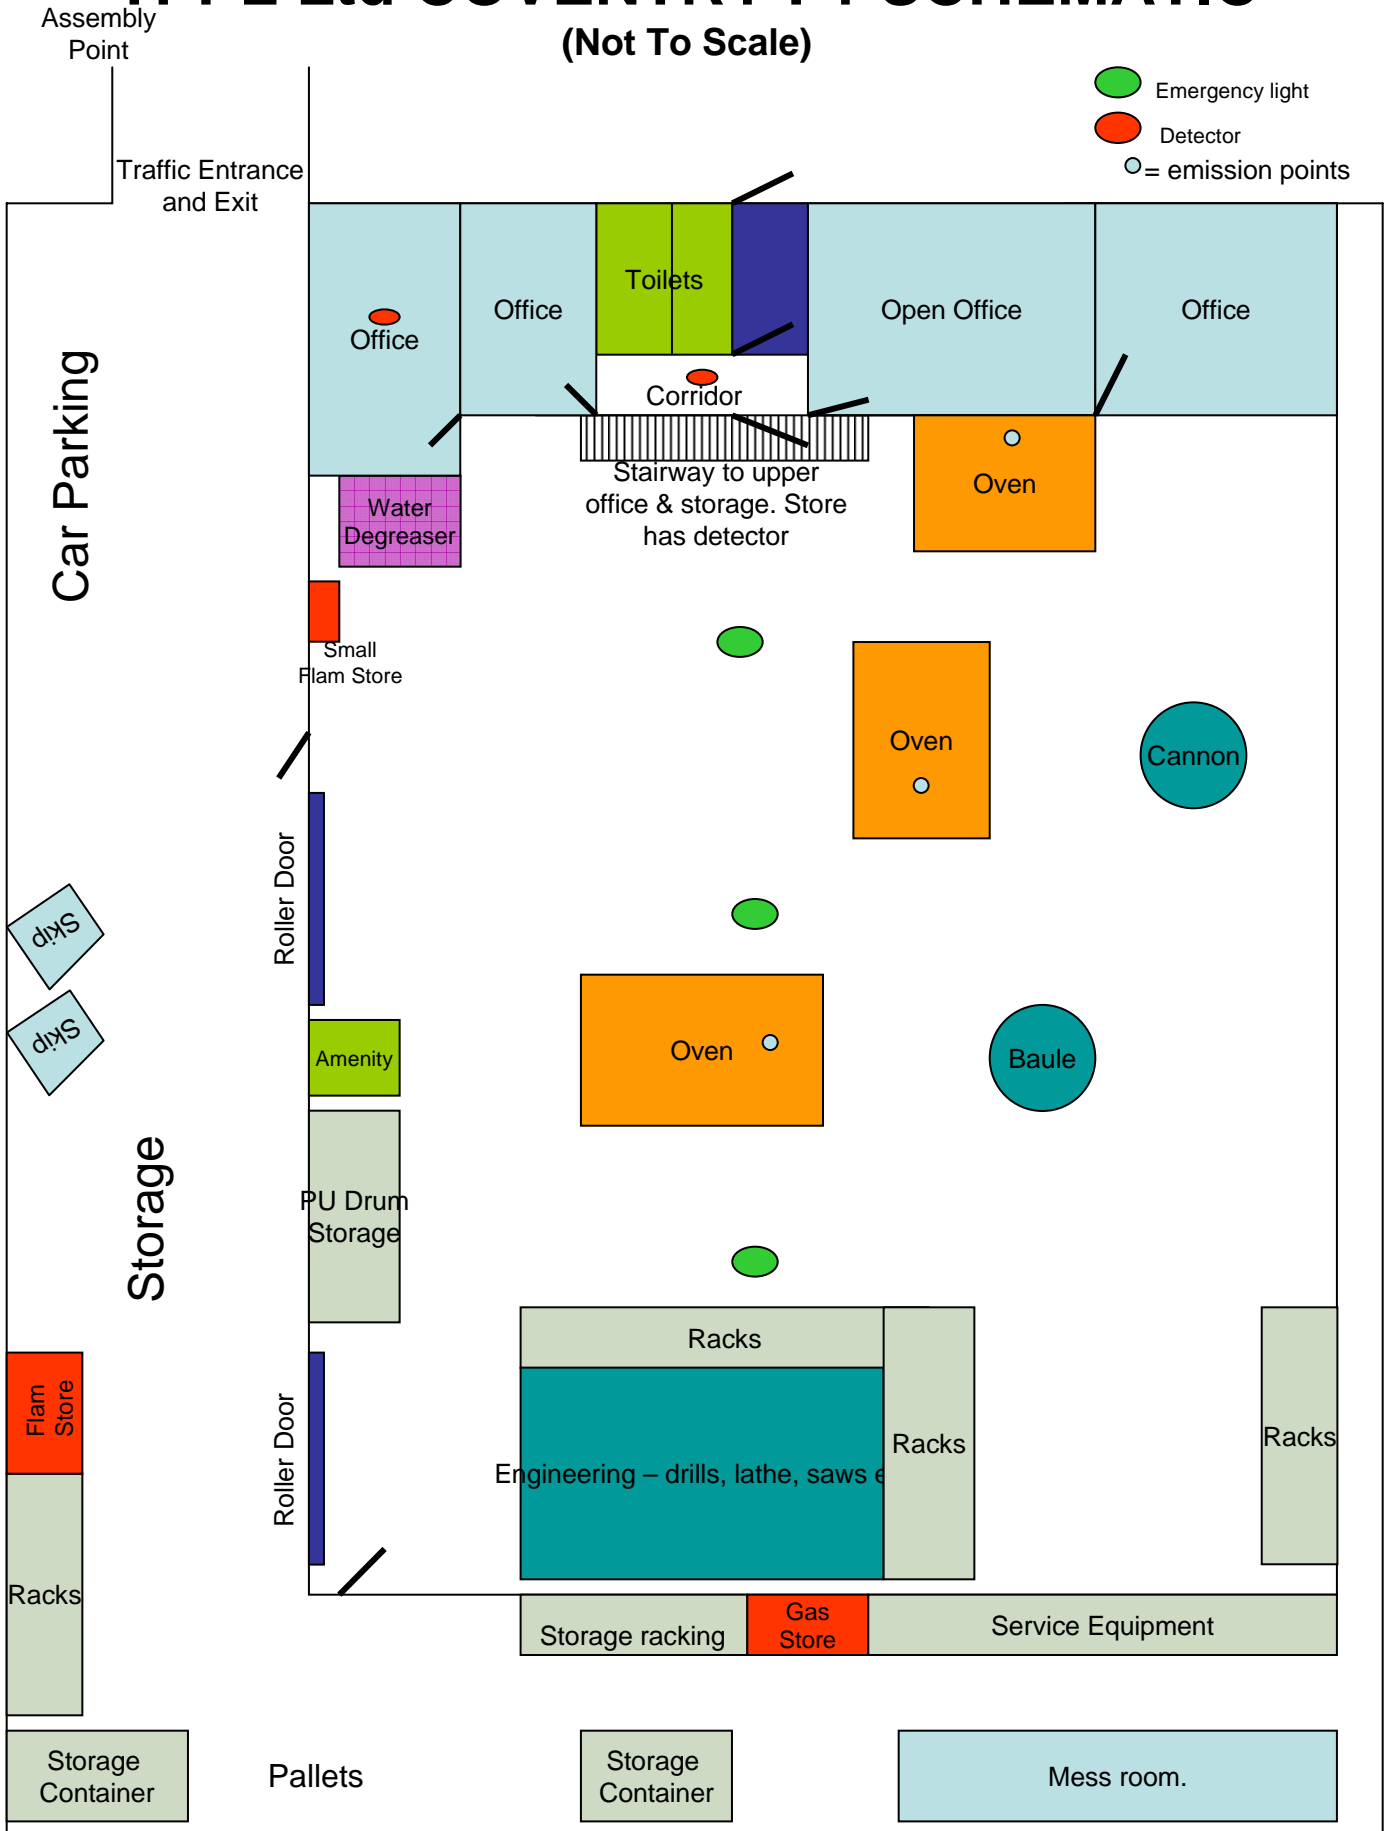 Ltd COVENTRY
(Not To Scale)
Assembly
Point
Emergency light
Detector
= emission points
Traffic Entrance
and Exit
Toilets
Office
Office
Open Office
Office
Corridor
Car Parking
Stairway to upper
office & storage. Store
has detector
Oven
Water
Degreaser
Small
Flam Store
Oven
Cannon
Roller Door
Skip
Skip
Oven
Amenity
Baule
Storage
PU Drum
Storage
Racks
Flam
Store
Roller Door
Engineering – drills, lathe, saws e
Racks
Racks
Racks
Storage racking
Gas
Store
Service Equipment
Storage
Container
Pallets
Storage
Container
Mess room.